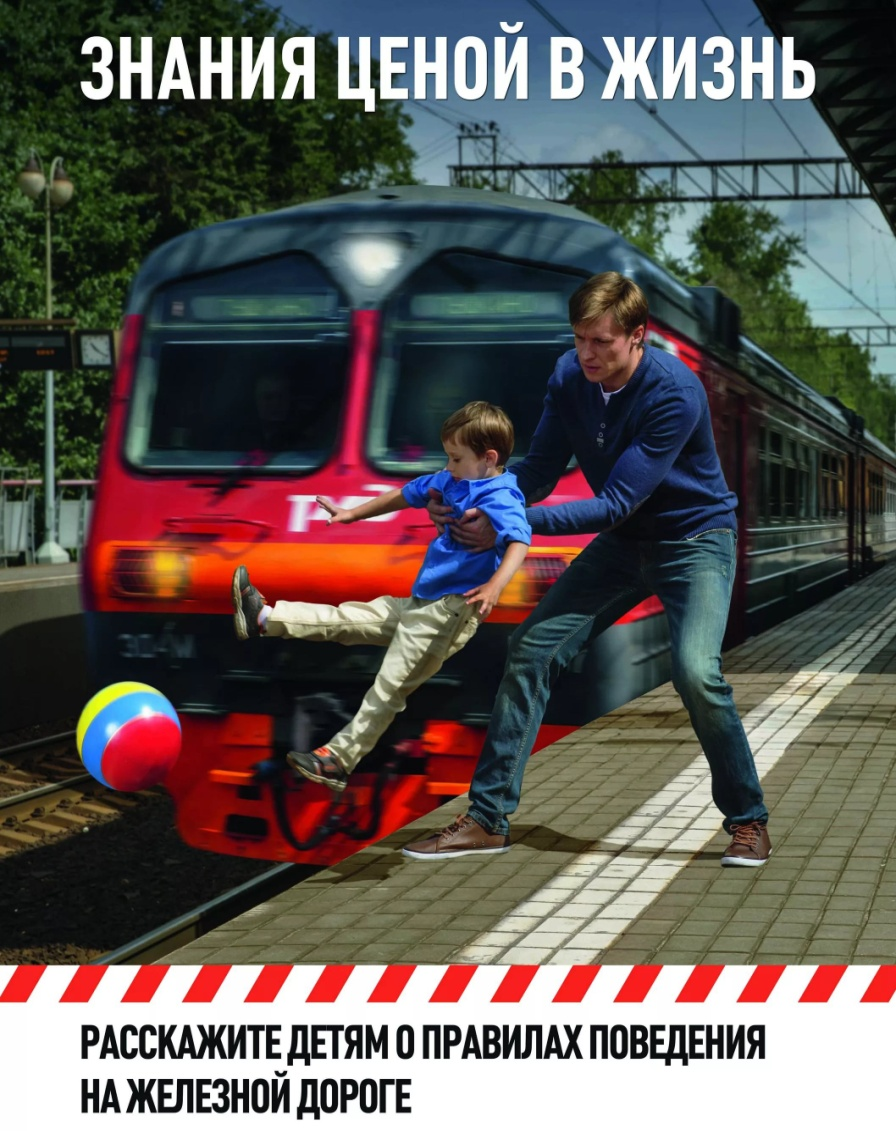 ЗНАНИЯ ЦЕНОЙ В ЖИЗНЬ
РАССКАЖИТЕ ДЕТЯМ О ПРАВИЛАХ ПОВЕДЕНИЯ
НА ЖЕЛЕЗНОЙ ДОРОГЕ